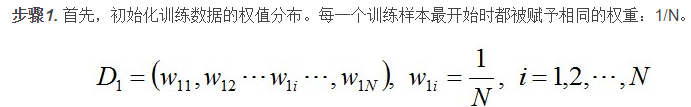 步骤1. 首先，初始化训练数据的权值分布。每一个训练样本最开始时都被赋予相同的权重：1/N。
D₁ = (w₁₁, w₁₂ ⋯ w₁ᵢ ⋯, w₁N), w₁ᵢ = 1/N, i = 1,2,⋯,N